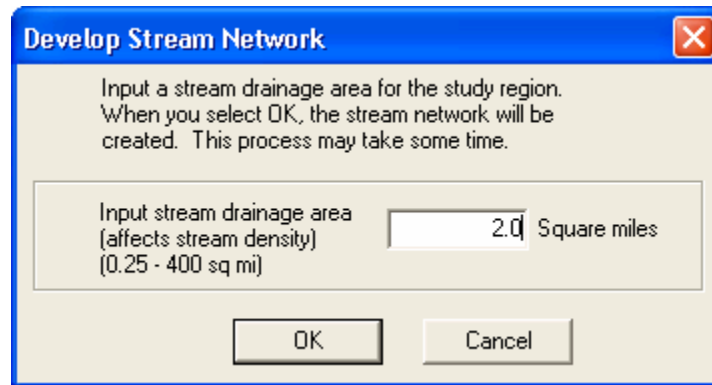 Develop Stream Network
Input a stream drainage area for the study region.
When you select OK, the stream network will be
created. This process may take some time.
Input stream drainage area
(affects stream density)
(0.25 - 400 sq mi)
2.0 Square miles
OK
Cancel